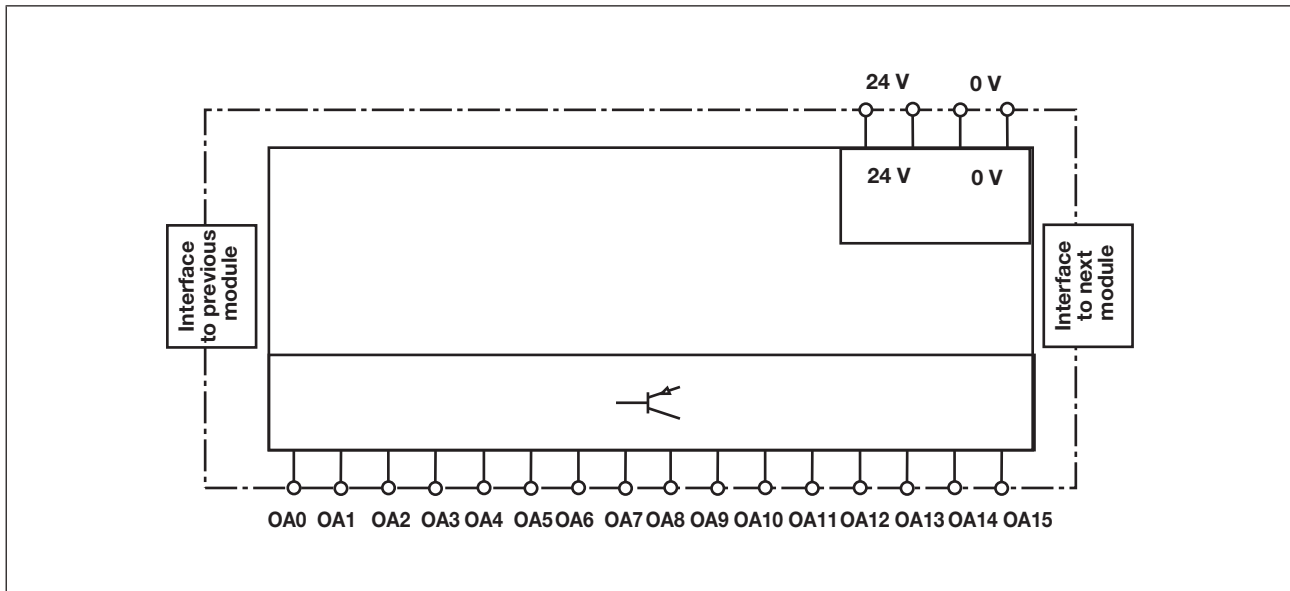 24 V 0 V
24 V 0 V
Interface
to previous
module
Interface
to next
module
OA0 OA1 OA2 OA3 OA4 OA5 OA6 OA7 OA8 OA9 OA10 OA11 OA12 OA13 OA14 OA15